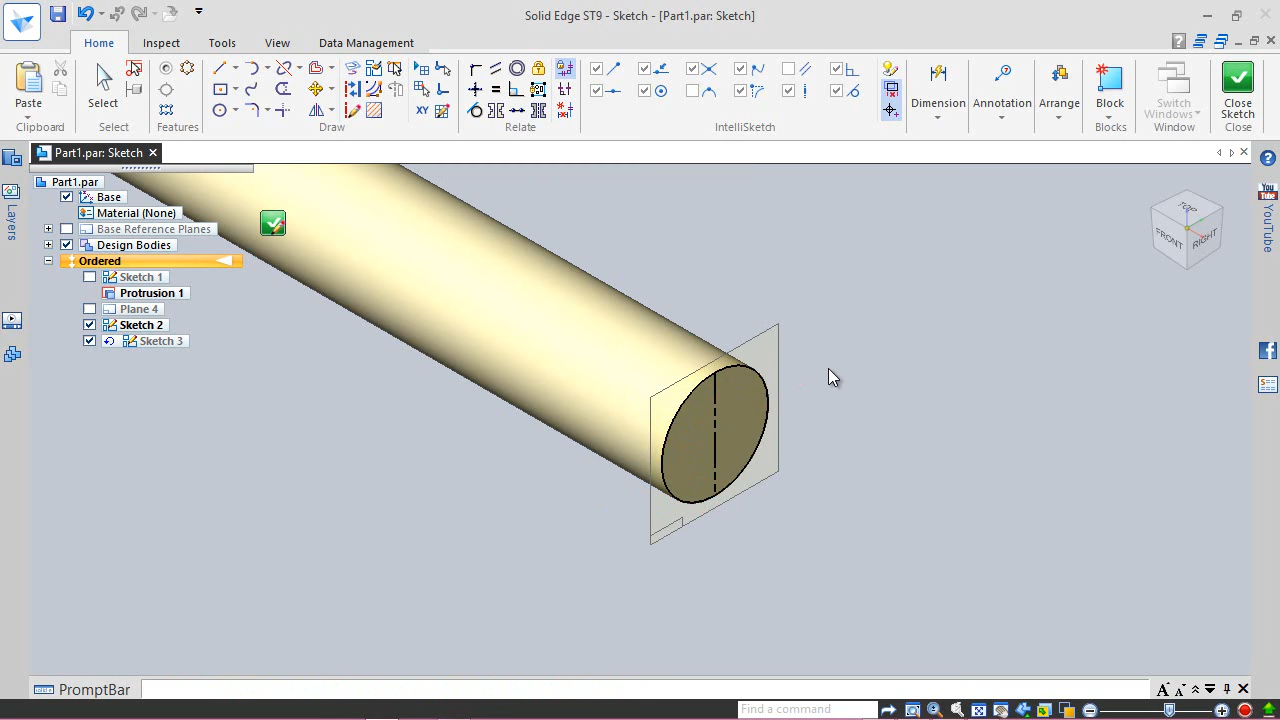 Solid Edge ST9 - Sketch - [Part1.par: Sketch]
Home
Inspect
Tools
View
Data Management
Paste
Clipboard
Select
Select
Features
Draw
Relate
IntelliSketch
Dimension
Annotation
Arrange
Block
Blocks
Switch
Windows
Window
Close
Sketch
Close
Part1.par: Sketch
Layers
YouTube
Part1.par
Base
Material (None)
Base Reference Planes
Design Bodies
Ordered
Sketch 1
Protrusion 1
Plane 4
Sketch 2
Sketch 3
TOP
FRONT
RIGHT
PromptBar
Find a command